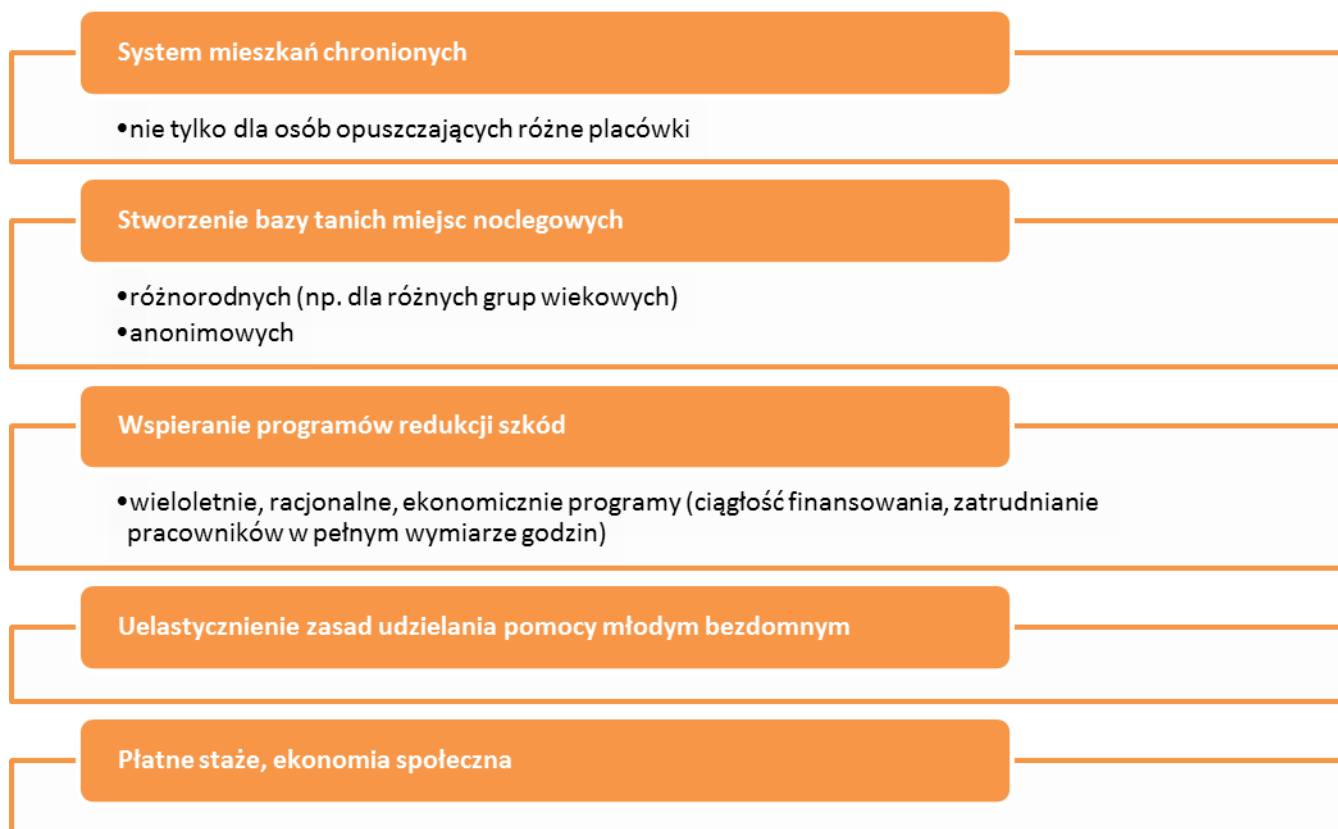 System mieszkań chronionych
•nie tylko dla osób opuszczających różne placówki
Stworzenie bazy tanich miejsc noclegowych
•różnorodnych (np. dla różnych grup wiekowych)
•anonimowych
Wspieranie programów redukcji szkód
•wieloletnie, racjonalne, ekonomicznie programy (ciągłość finansowania, zatrudnianie
pracowników w pełnym wymiarze godzin)
Uelastycznienie zasad udzielania pomocy młodym bezdomnym
Płatne staże, ekonomia społeczna